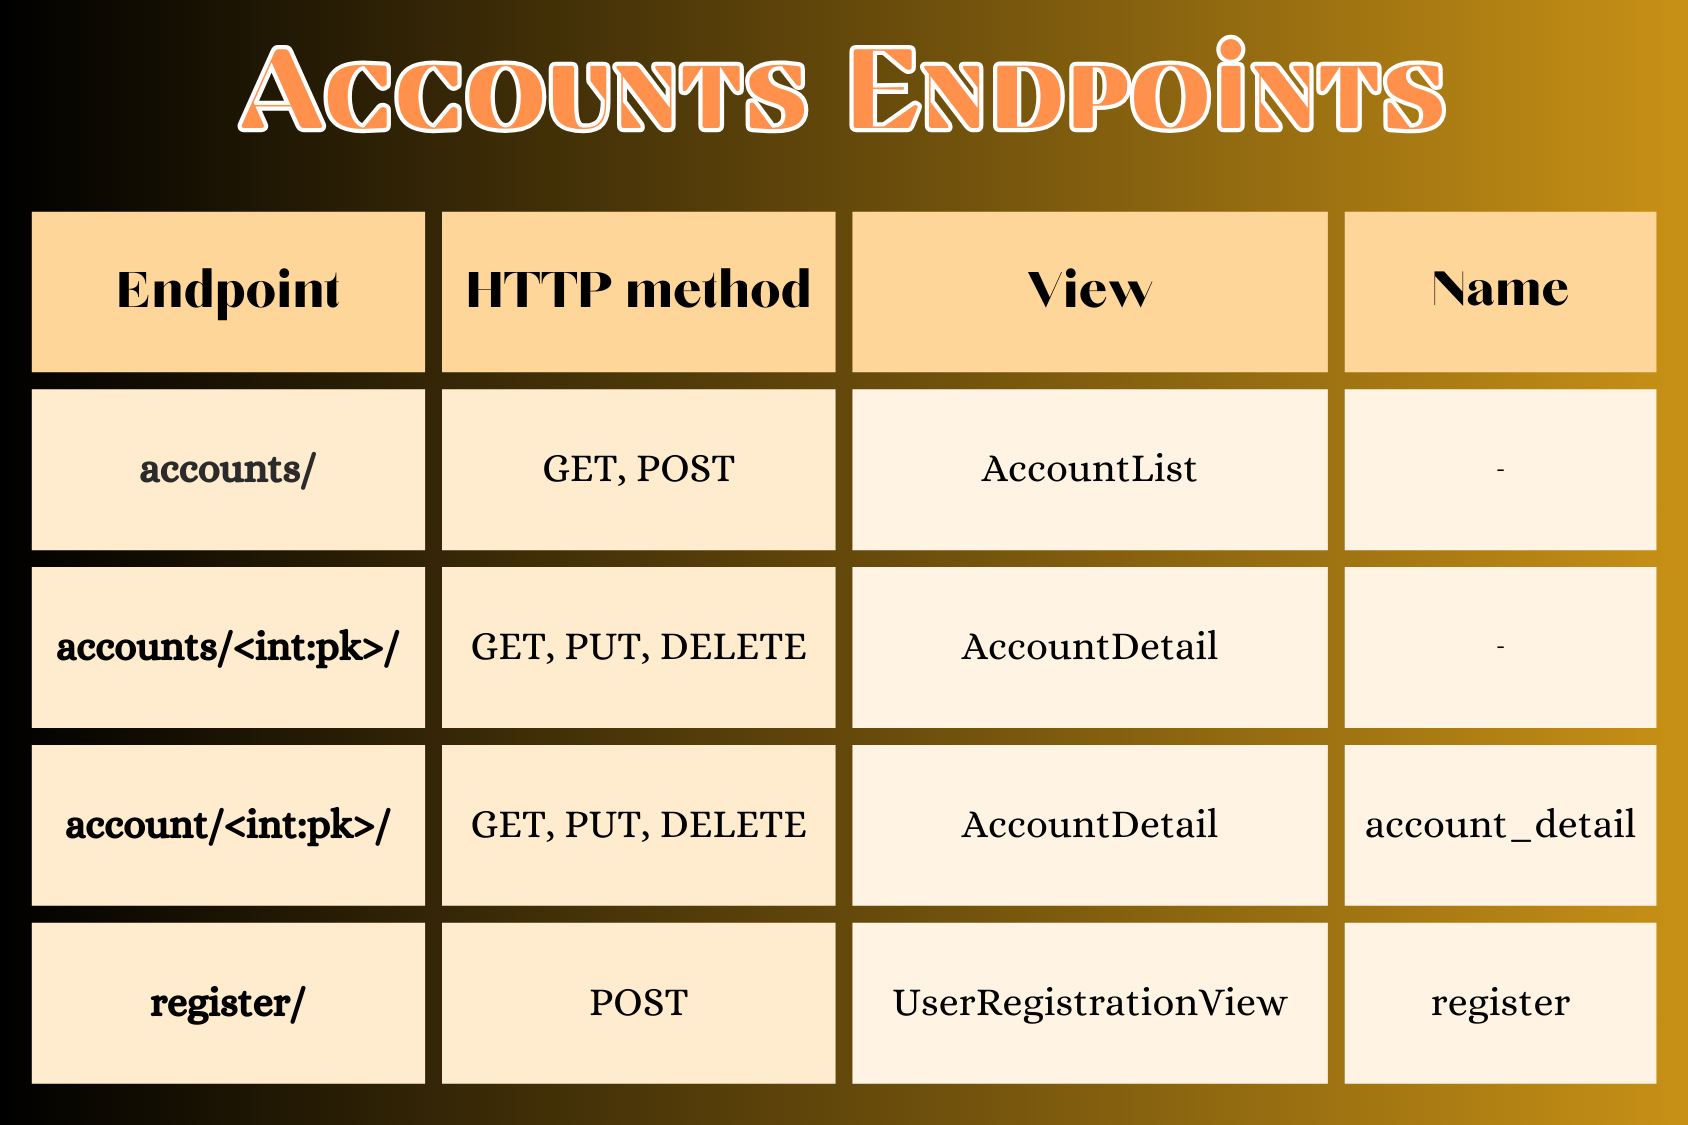 Accounts Endpoints
Endpoint HTTP method View Name
accounts/ GET, POST AccountList -
accounts/<int:pk>/ GET, PUT, DELETE AccountDetail -
account/<int:pk>/ GET, PUT, DELETE AccountDetail account_detail
register/ POST UserRegistrationView register